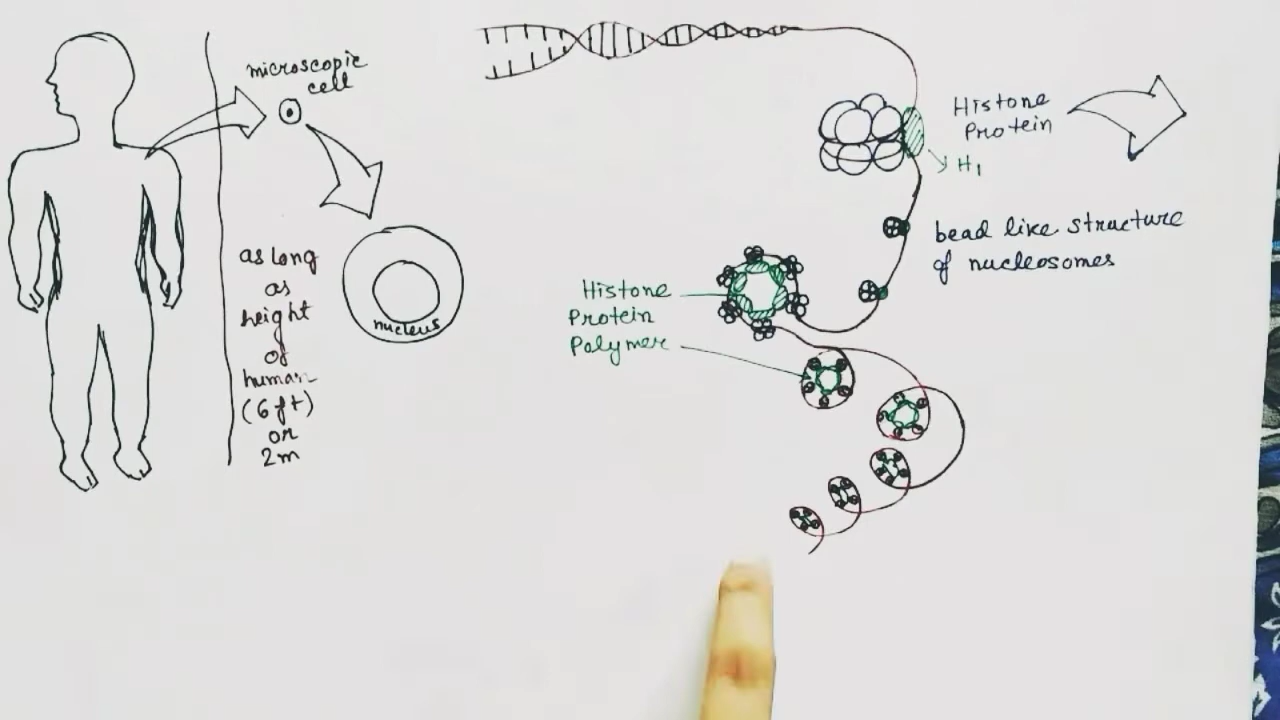 microscopic
cell
as long
as
height
of
human
(6 ft)
or
2m
nucleus
Histone
Protein
H1
bead like structure
of nucleosomes
Histone
Protein
Polymer